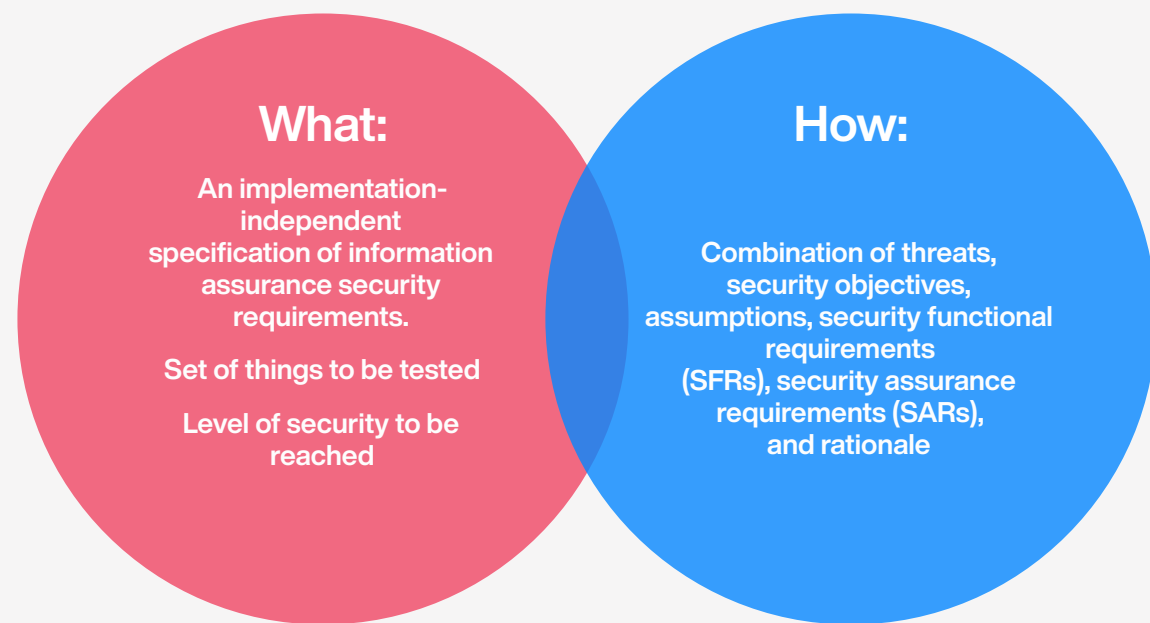 What:
An implementation-
independent
specification of information
assurance security
requirements.
Set of things to be tested
Level of security to be
reached
How:
Combination of threats,
security objectives,
assumptions, security functional
requirements
(SFRs), security assurance
requirements (SARs),
and rationale